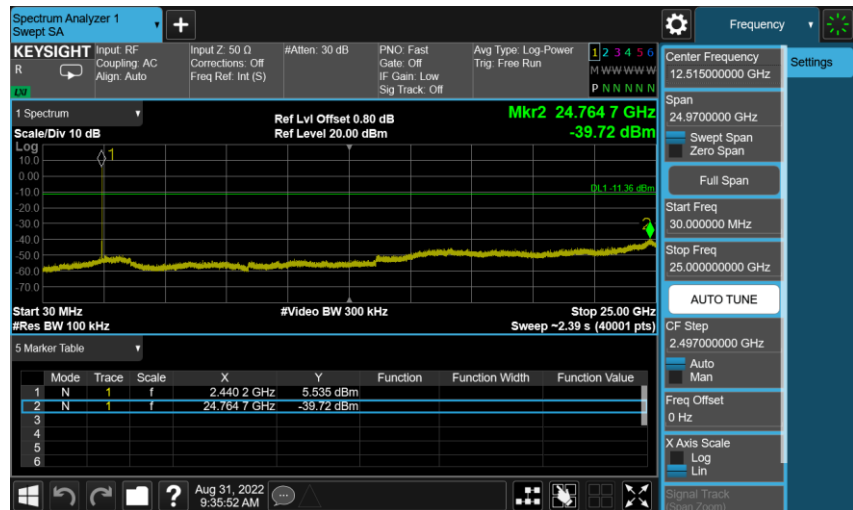 Spectrum Analyzer 1
Swept SA
Frequency
KEYSIGHT
R
LXI
Input: RF
Coupling: AC
Align: Auto
Input Z: 50 Ω
Corrections: Off
Freq Ref: Int (S)
#Atten: 30 dB
PNO: Fast
Gate: Off
IF Gain: Low
Sig Track: Off
Avg Type: Log-Power
Trig: Free Run
1 2 3 4 5 6
M W W W W W
P N N N N N
Center Frequency
12.515000000 GHz
Settings
1 Spectrum
Scale/Div 10 dB
Ref Lvl Offset 0.80 dB
Ref Level 20.00 dBm
Mkr2 24.764 7 GHz
-39.72 dBm
Log
10.0
0.00
-10.0
-20.0
-30.0
-40.0
-50.0
-60.0
-70.0
1
DL1 -11.36 dBm
2
Start 30 MHz
#Res BW 100 kHz
#Video BW 300 kHz
Stop 25.00 GHz
Sweep ~2.39 s (40001 pts)
Span
24.9700000 GHz
Swept Span
Zero Span
Full Span
Start Freq
30.000000 MHz
Stop Freq
25.000000000 GHz
AUTO TUNE
CF Step
2.497000000 GHz
Auto
Man
Freq Offset
0 Hz
X Axis Scale
Log
Lin
Signal Track
(Span Zoom)
5 Marker Table
Mode Trace Scale X Y Function Function Width Function Value
1 N 1 f 2.440 2 GHz 5.535 dBm
2 N 1 f 24.764 7 GHz -39.72 dBm
3
4
5
6
?
Aug 31, 2022
9:35:52 AM